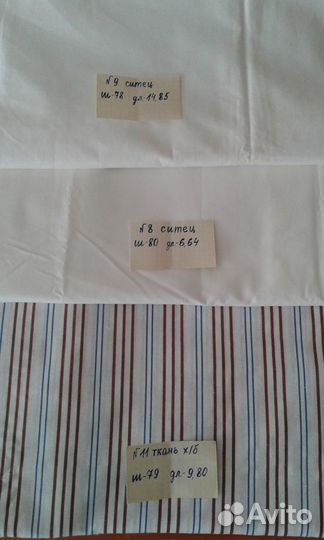 №9 ситец
ш-78 дл-14,85
№8 ситец
ш-80 дл-6,64
№11 ткань х/б
ш-79 дл-9,80
Avito